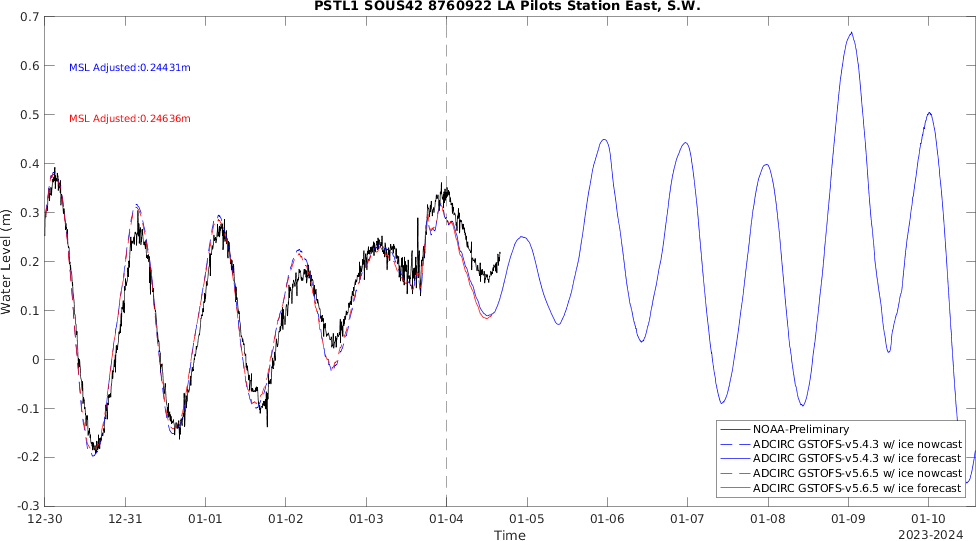 PSTL1 SOUS42 8760922 LA Pilots Station East, S.W.
0.7
0.6
0.5
0.4
0.3
0.2
0.1
0
-0.1
-0.2
-0.3
Water Level (m)
MSL Adjusted:0.24431m
MSL Adjusted:0.24636m
NOAA-Preliminary
ADCIRC GSTOFS-v5.4.3 w/ ice nowcast
ADCIRC GSTOFS-v5.4.3 w/ ice forecast
ADCIRC GSTOFS-v5.6.5 w/ ice nowcast
ADCIRC GSTOFS-v5.6.5 w/ ice forecast
12-30 12-31 01-01 01-02 01-03 01-04 01-05 01-06 01-07 01-08 01-09 01-10
2023-2024
Time